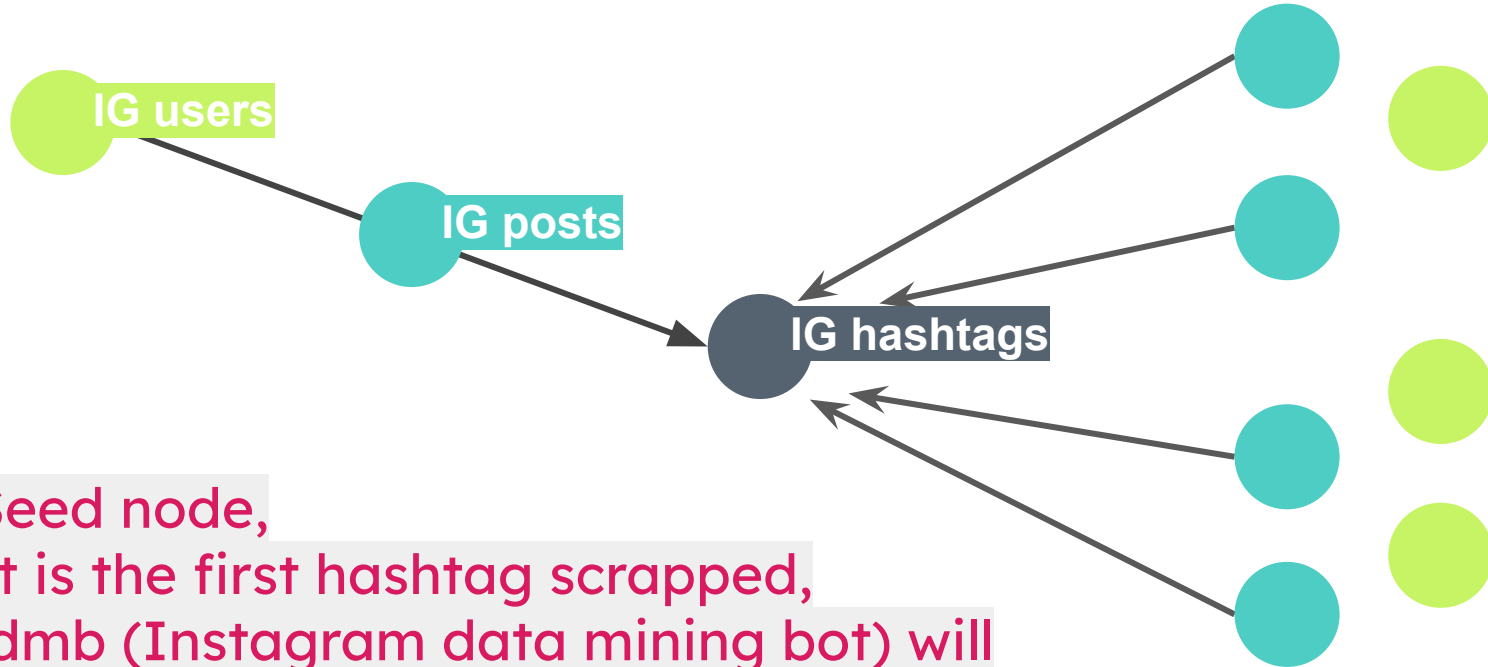 IG users
IG posts
IG hashtags
Seed node,
t is the first hashtag scrapped,
dmb (Instagram data mining bot) will